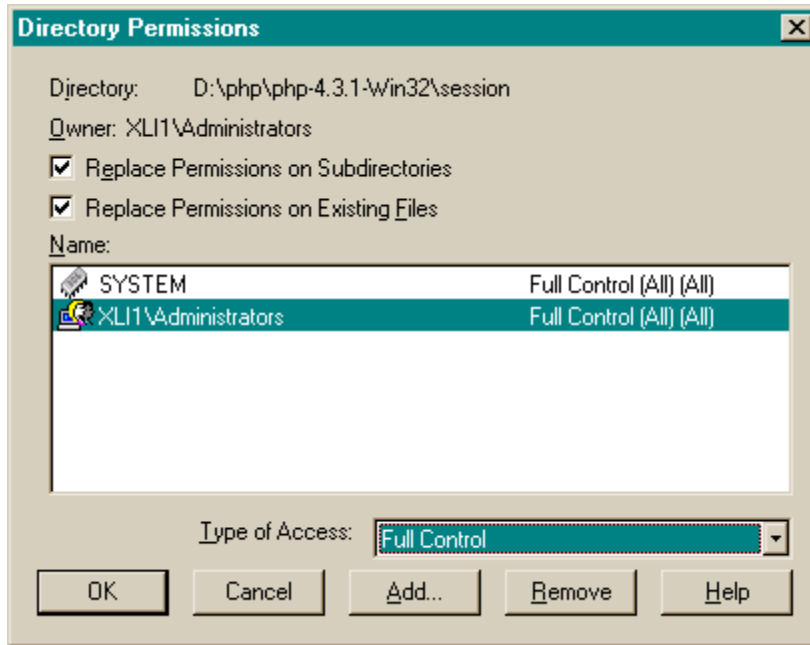 Directory Permissions
Directory: D:\php\php-4.3.1-Win32\session
Owner: XLI1\Administrators
Replace Permissions on Subdirectories
Replace Permissions on Existing Files
Name:
SYSTEM Full Control (All) (All)
XLI1\Administrators Full Control (All) (All)
Type of Access: Full Control
OK Cancel Add... Remove Help